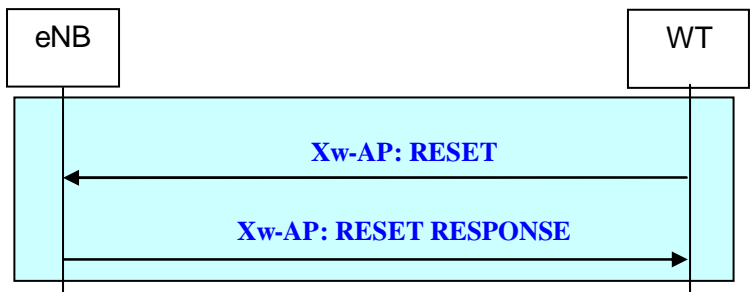 eNB
WT
Xw-AP: RESET
Xw-AP: RESET RESPONSE